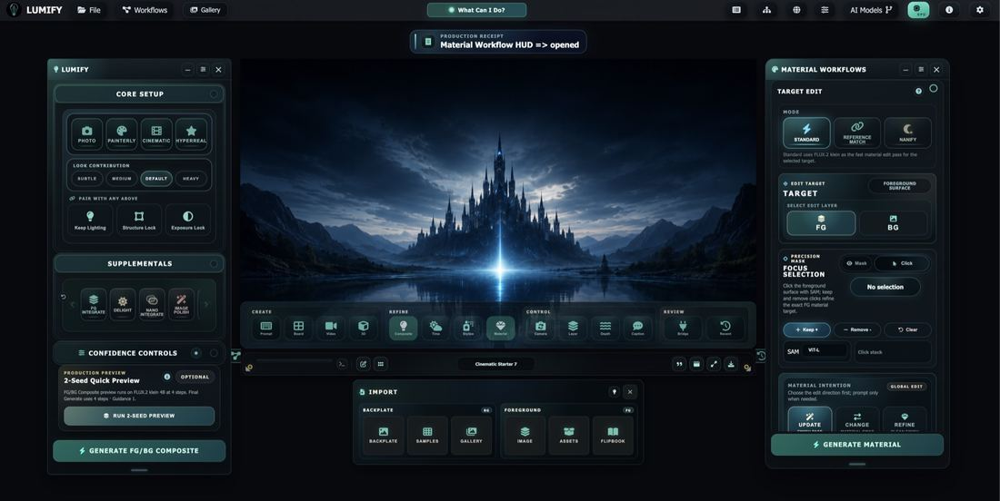 LUMIFY
File
Workflows
Gallery
What Can I Do?
AI Models
GPU
PRODUCTION RECEIPT
Material Workflow HUD => opened
LUMIFY
CORE SETUP
PHOTO
PAINTERLY
CINEMATIC
HYPERREAL
LOOK CONTRIBUTION
SUBTLE
MEDIUM
DEFAULT
HEAVY
PAIR WITH ANY ABOVE
Keep Lighting
Structure Lock
Exposure Lock
SUPPLEMENTALS
FG INTEGRATE
DELIGHT
NANO INTEGRATE
IMAGE POLISH
CONFIDENCE CONTROLS
PRODUCTION PREVIEW
2-Seed Quick Preview
OPTIONAL
FG/BG Composite preview runs on FLUX.2 klein 4B at 4 steps. Final
Generate uses 4 steps · Guidance 1.
RUN 2-SEED PREVIEW
GENERATE FG/BG COMPOSITE
CREATE
Prompt
Board
Video
3D
REFINE
Composite
Time
Stylize
Material
CONTROL
Camera
Layer
Depth
Caption
REVIEW
Bridge
Recent
Cinematic Starter 7
IMPORT
BACKPLATE
BG
BACKPLATE
SAMPLES
GALLERY
FOREGROUND
FG
IMAGE
ASSETS
FLIPBOOK
MATERIAL WORKFLOWS
TARGET EDIT
MODE
STANDARD
REFERENCE
MATCH
NANIFY
Standard uses FLUX.2 klein as the fast material edit pass for the
selected target.
EDIT TARGET
TARGET
FOREGROUND
SURFACE
SELECT EDIT LAYER
FG
BG
PRECISION
MASK
FOCUS
SELECTION
Mask
Click
Click the
foreground
surface with
SAM; keep
and remove
clicks refine
the exact FG
material
target.
No selection
Keep +
Remove -
Clear
SAM
VIT-L
Click stack
MATERIAL INTENTION
GLOBAL EDIT
Choose the edit direction first; prompt only
when needed.
UPDATE
CHANGE
REFINE
GENERATE MATERIAL